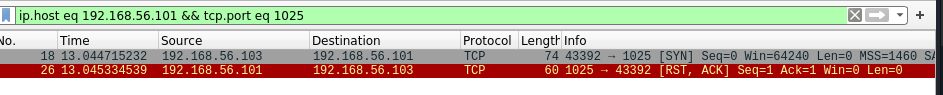 ip.host eq 192.168.56.101 && tcp.port eq 1025
No. Time Source Destination Protocol Length Info
18 13.044715232 192.168.56.103 192.168.56.101 TCP 74 43392 → 1025 [SYN] Seq=0 Win=64240 Len=0 MSS=1460 SA
26 13.045334539 192.168.56.101 192.168.56.103 TCP 60 1025 → 43392 [RST, ACK] Seq=1 Ack=1 Win=0 Len=0